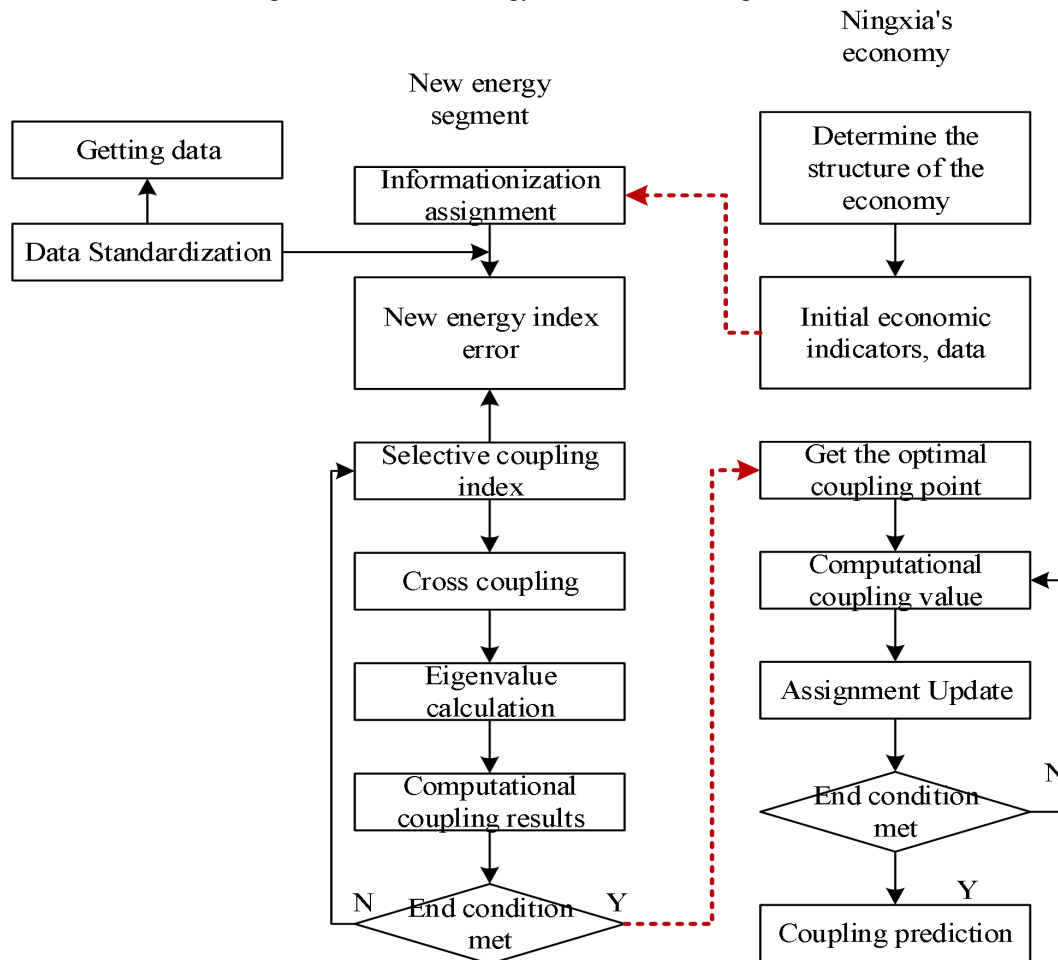 Ningxia's
economy
New energy
segment
Getting data
Data Standardization
Informationization
assignment
New energy index
error
Selective coupling
index
Cross coupling
Eigenvalue
calculation
Computational
coupling results
N
End condition
met
Y
Determine the
structure of the
economy
Initial economic
indicators, data
Get the optimal
coupling point
Computational
coupling value
Assignment Update
End condition
met
N
Y
Coupling prediction